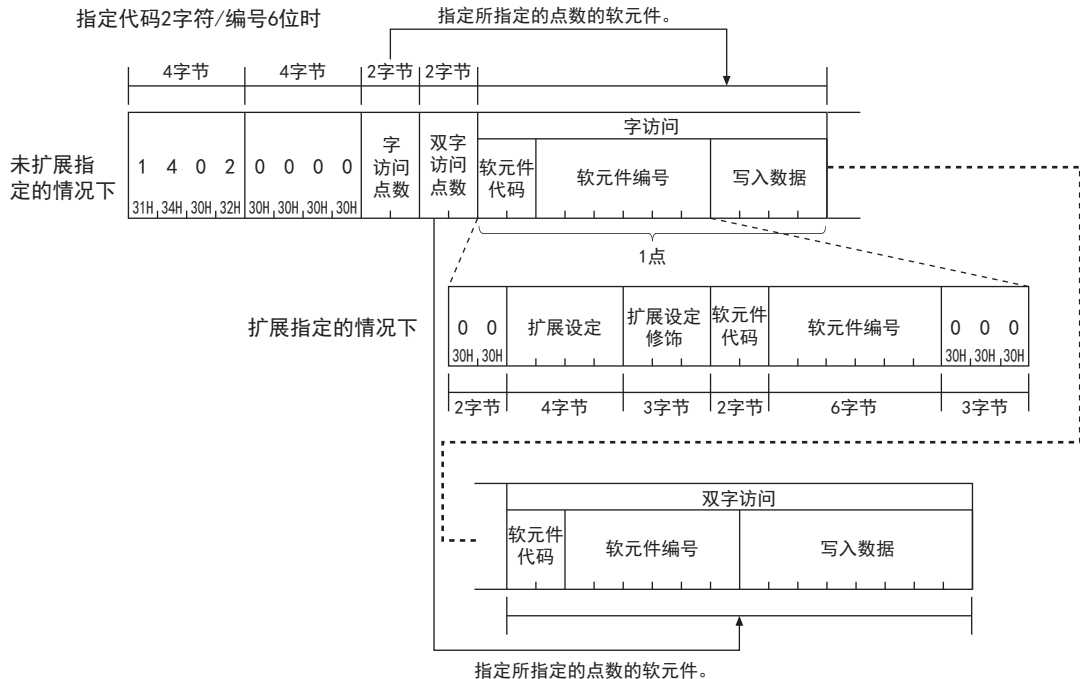 指定代码2字符/编号6位时
指定所指定的点数的软元件。
4字节 4字节 2字节 2字节
未扩展指
定的情况下
1 4 0 2 0 0 0 0
31H 34H 30H 32H 30H 30H 30H 30H
字
访问
点数
双字
访问
点数
字访问
软元件
代码
软元件编号
写入数据
1点
扩展指定的情况下
0 0
30H 30H
扩展设定
扩展设定
修饰
软元件
代码
软元件编号
0 0 0
30H 30H 30H
2字节 4字节 3字节 2字节 6字节 3字节
双字访问
软元件
代码
软元件编号
写入数据
指定所指定的点数的软元件。